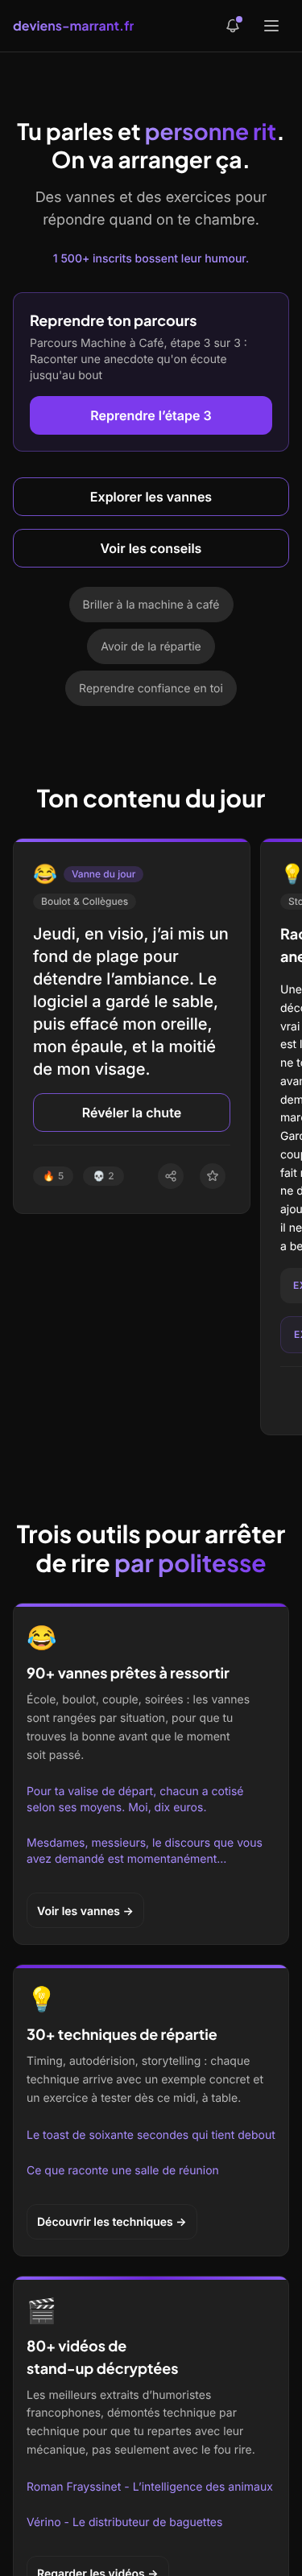 deviens-marrant.fr
Tu parles et personne rit.
On va arranger ça.
Des vannes et des exercices pour
répondre quand on te chambre.
1 500+ inscrits bossent leur humour.
Reprendre ton parcours
Parcours Machine à Café, étape 3 sur 3 :
Raconter une anecdote qu'on écoute
jusqu'au bout
Reprendre l’étape 3
Explorer les vannes
Voir les conseils
Briller à la machine à café
Avoir de la répartie
Reprendre confiance en toi
Ton contenu du jour
😂 Vanne du jour
Boulot & Collègues
Jeudi, en visio, j’ai mis un
fond de plage pour
détendre l’ambiance. Le
logiciel a gardé le sable,
puis effacé mon oreille,
mon épaule, et la moitié
de mon visage.
Révéler la chute
🔥 5 💀 2
Une
vrai
est l
ne t
avan
fait
ne d
ajou
il ne
a be
Trois outils pour arrêter
de rire par politesse
90+ vannes prêtes à ressortir
École, boulot, couple, soirées : les vannes
sont rangées par situation, pour que tu
trouves la bonne avant que le moment
soit passé.
Pour ta valise de départ, chacun a cotisé
selon ses moyens. Moi, dix euros.
Mesdames, messieurs, le discours que vous
avez demandé est momentanément...
Voir les vannes →
30+ techniques de répartie
Timing, autodérision, storytelling : chaque
technique arrive avec un exemple concret et
un exercice à tester dès ce midi, à table.
Le toast de soixante secondes qui tient debout
Ce que raconte une salle de réunion
Découvrir les techniques →
80+ vidéos de
stand-up décryptées
Les meilleurs extraits d’humoristes
francophones, démontés technique par
technique pour que tu repartes avec leur
mécanique, pas seulement avec le fou rire.
Roman Frayssinet - L’intelligence des animaux
Vérino - Le distributeur de baguettes
Regarder les vidéos →